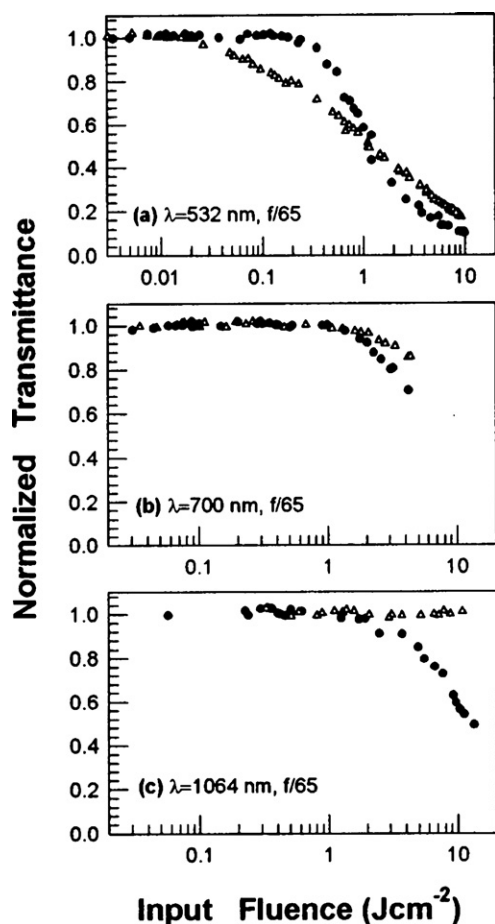 Normalized Transmittance
1.0
0.8
0.6
0.4
0.2
0.0
(a) λ=532 nm, f/65
0.01 0.1 1 10
1.0
0.8
0.6
0.4
0.2
0.0
(b) λ=700 nm, f/65
0.1 1 10
1.0
0.8
0.6
0.4
0.2
0.0
(c) λ=1064 nm, f/65
0.1 1 10
Input Fluence (Jcm⁻²)